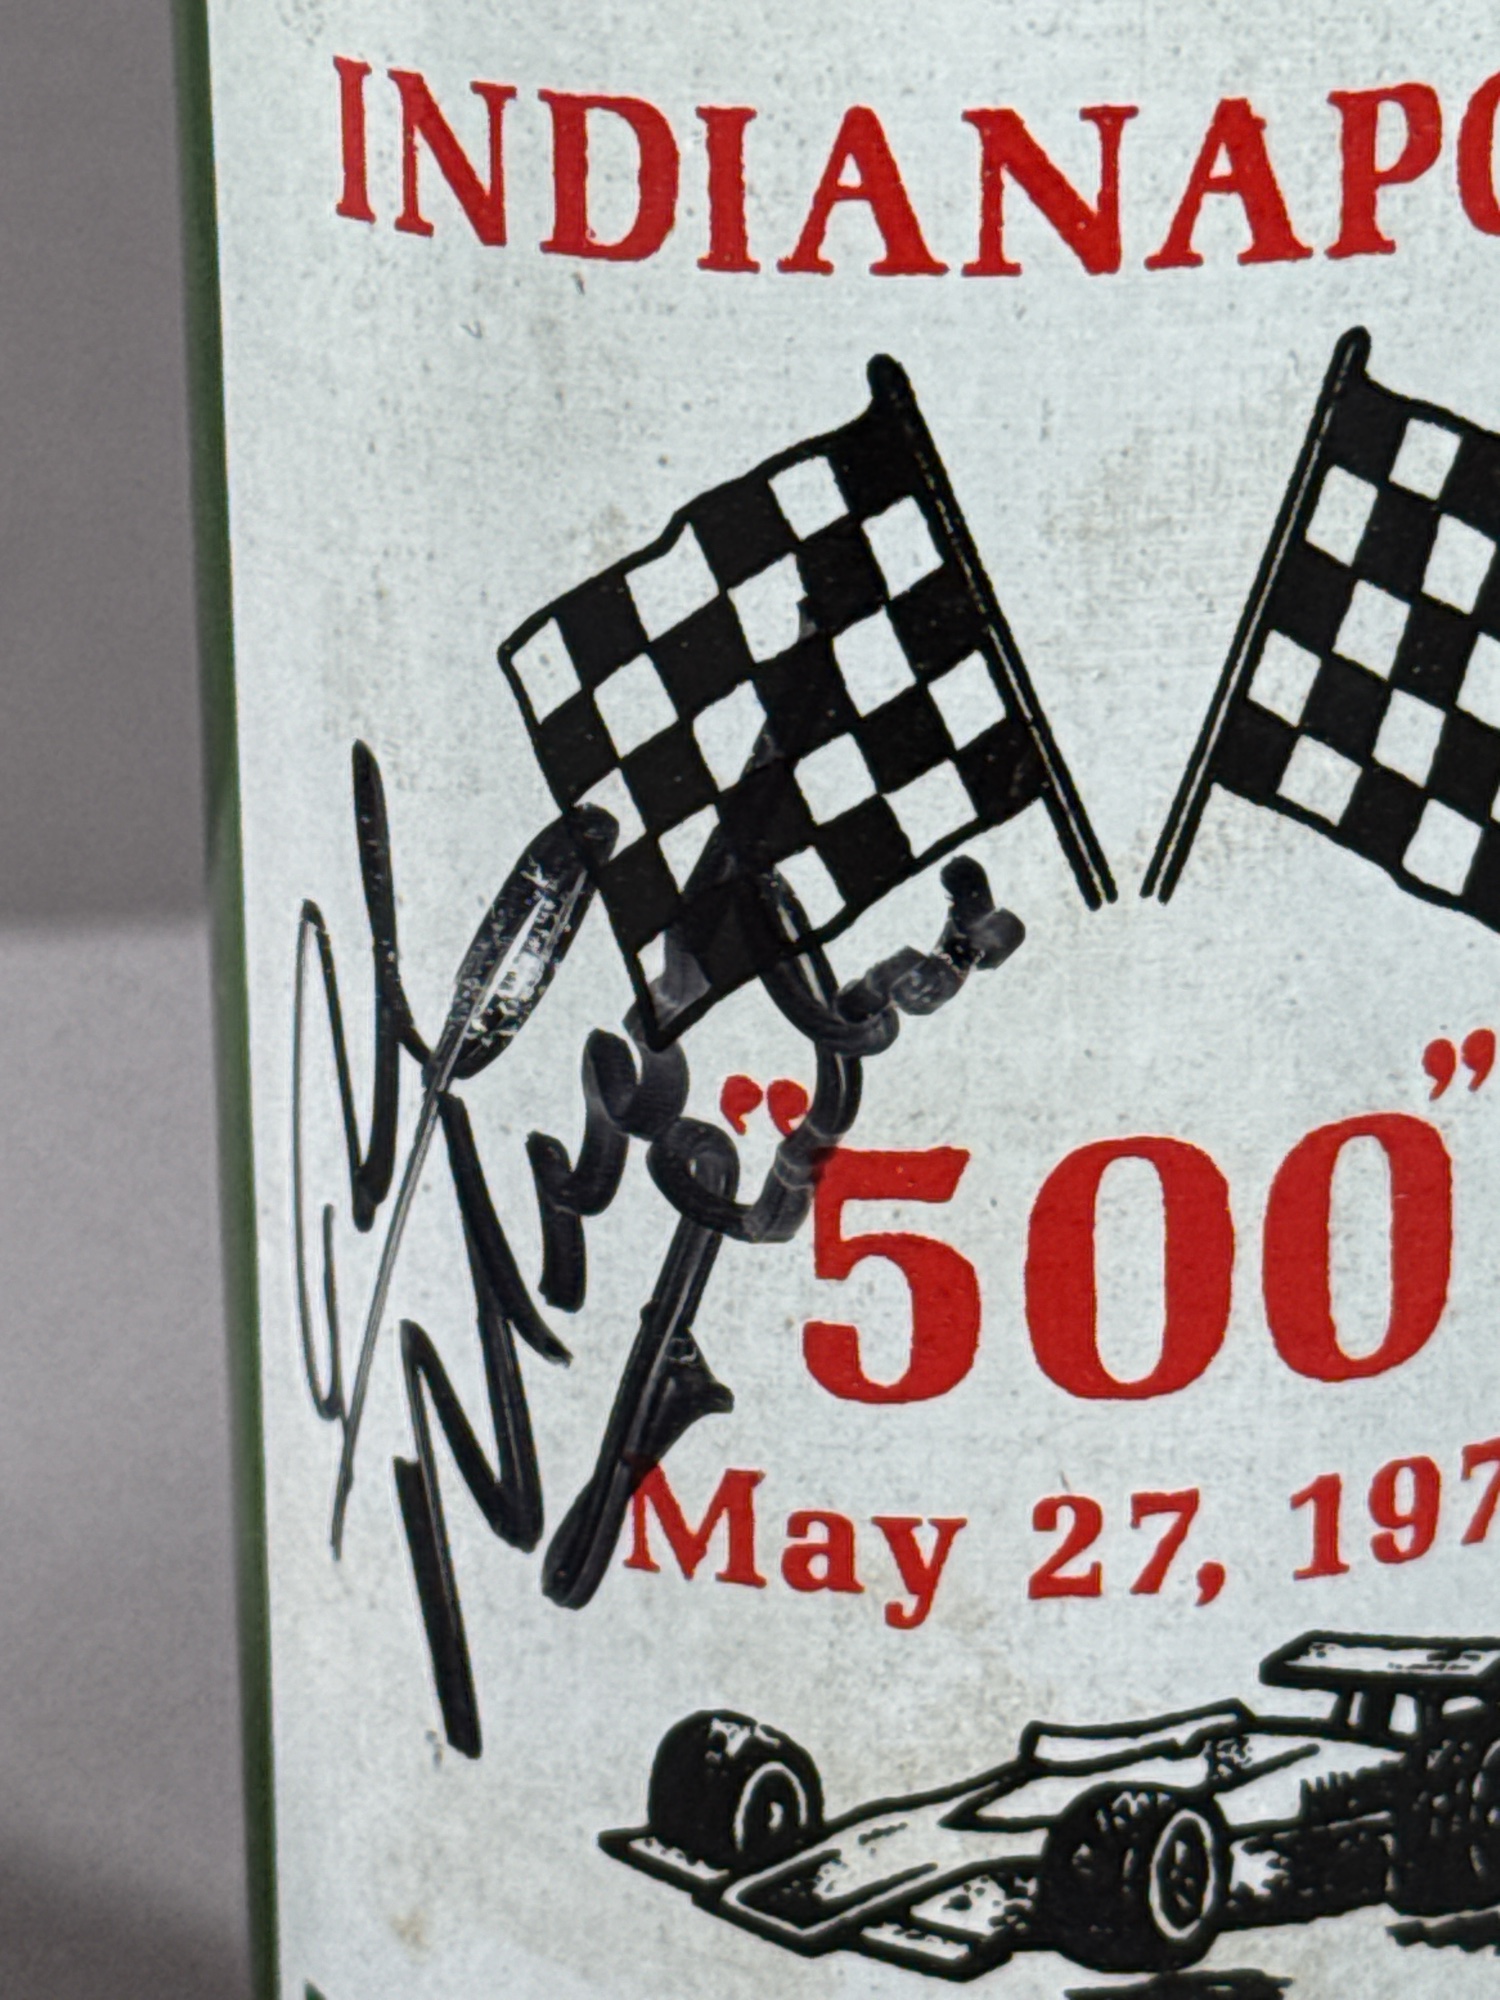 INDIANAPO
"500"
May 27, 197